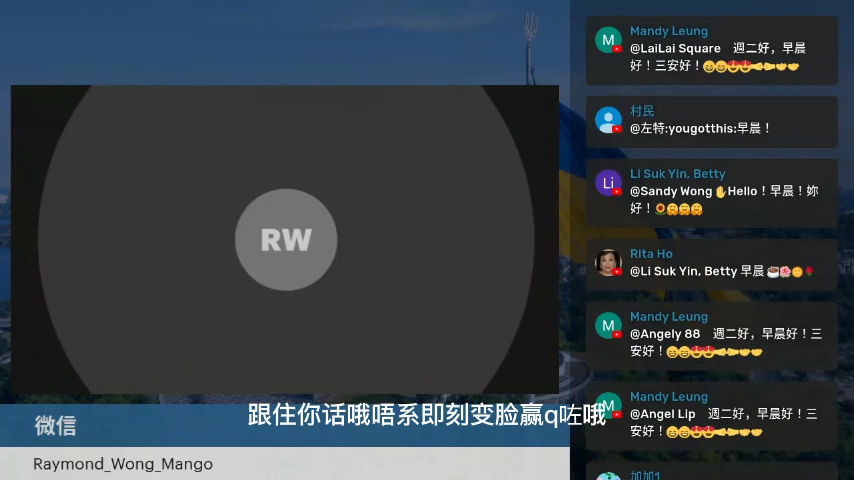 RW
跟住你话哦唔系即刻变脸赢q咗哦
微信
Raymond_Wong_Mango
Mandy Leung
@LaiLai Square 週二好，早晨
好！三安好！😄😄😍😍🤜🤛🤝🤝
村民
@左特:yougotthis:早晨！
Li
Li Suk Yin, Betty
@Sandy Wong✋Hello！早晨！妳
好！🌻🤗🤗🤗
Rita Ho
@Li Suk Yin, Betty 早晨
M
Mandy Leung
@Angely 88 週二好，早晨好！三
安好！😄😄😍😍🤜🤛🤝🤝
M
Mandy Leung
@Angel Lip 週二好，早晨好！三
安好！😄😄😍😍🤜🤛🤝🤝
加加1